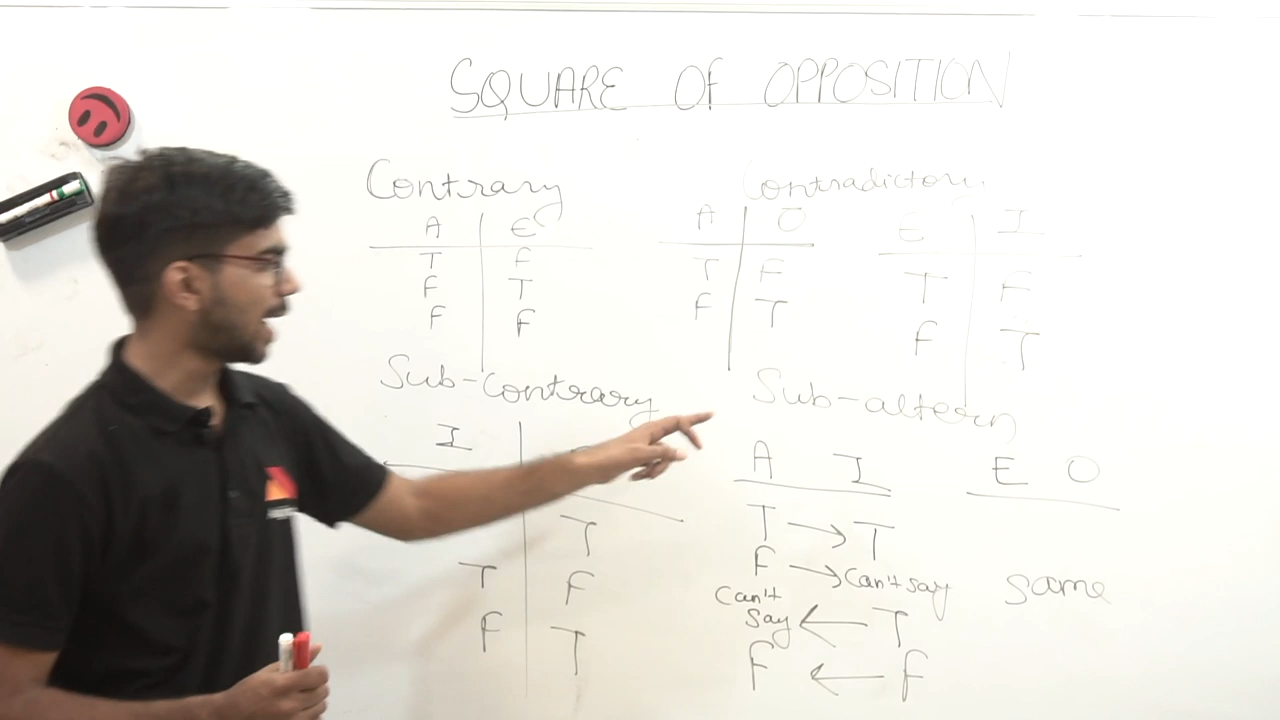 SQUARE OF OPPOSITION
Contrary
A E
T F
F T
F F
Contradictory
A O
T F
F T
E I
T F
F T
Sub-Contrary
I
T
T F
F T
Sub-altern
A I
T → T
F → Can't say
Can't say ← T
F ← F
E O
Same